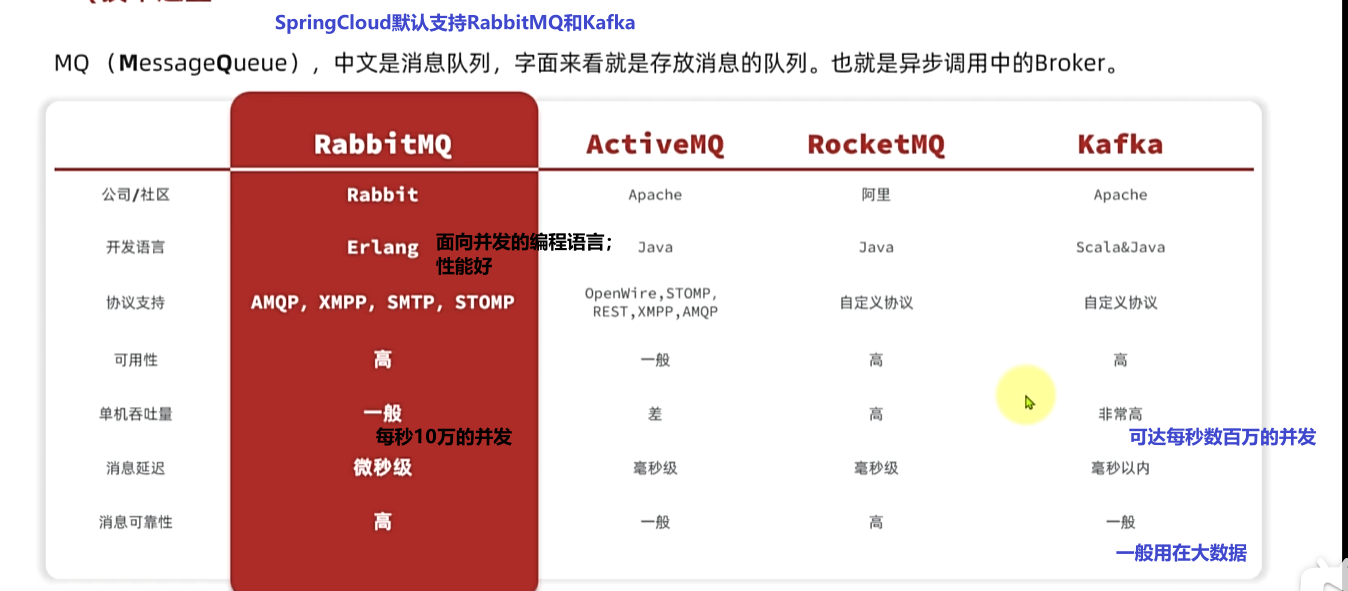 SpringCloud默认支持RabbitMQ和Kafka
MQ （MessageQueue），中文是消息队列，字面来看就是存放消息的队列。也就是异步调用中的Broker。
RabbitMQ ActiveMQ RocketMQ Kafka
公司/社区 Rabbit Apache 阿里 Apache
开发语言 Erlang 面向并发的编程语言； Java Java Scala&Java
性能好
协议支持 AMQP, XMPP, SMTP, STOMP OpenWire,STOMP, 自定义协议 自定义协议
REST,XMPP,AMQP
可用性 高 一般 高 高
单机吞吐量 一般 差 高 非常高
每秒10万的并发 可达每秒数百万的并发
消息延迟 微秒级 毫秒级 毫秒级 毫秒以内
消息可靠性 高 一般 高 一般
一般用在大数据